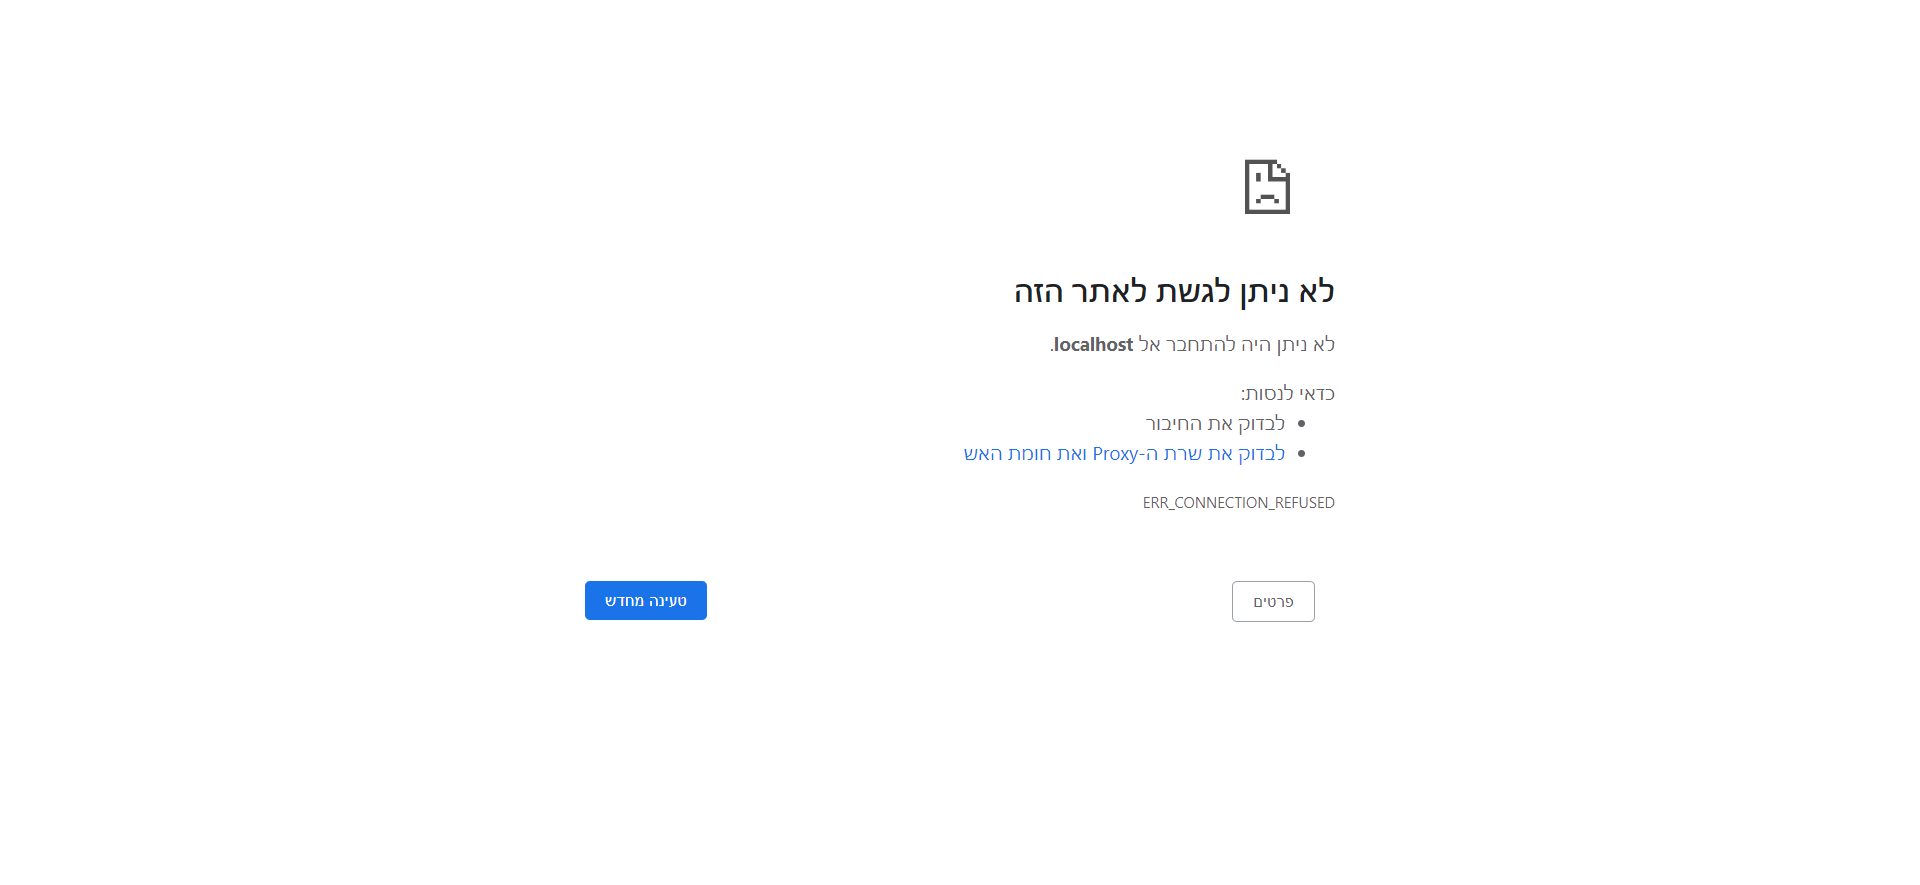 לא ניתן לגשת לאתר הזה
לא ניתן היה להתחבר אל localhost.
כדאי לנסות:
לבדוק את החיבור
לבדוק את שרת ה-Proxy ואת חומת האש
ERR_CONNECTION_REFUSED
פרטים
טעינה מחדש